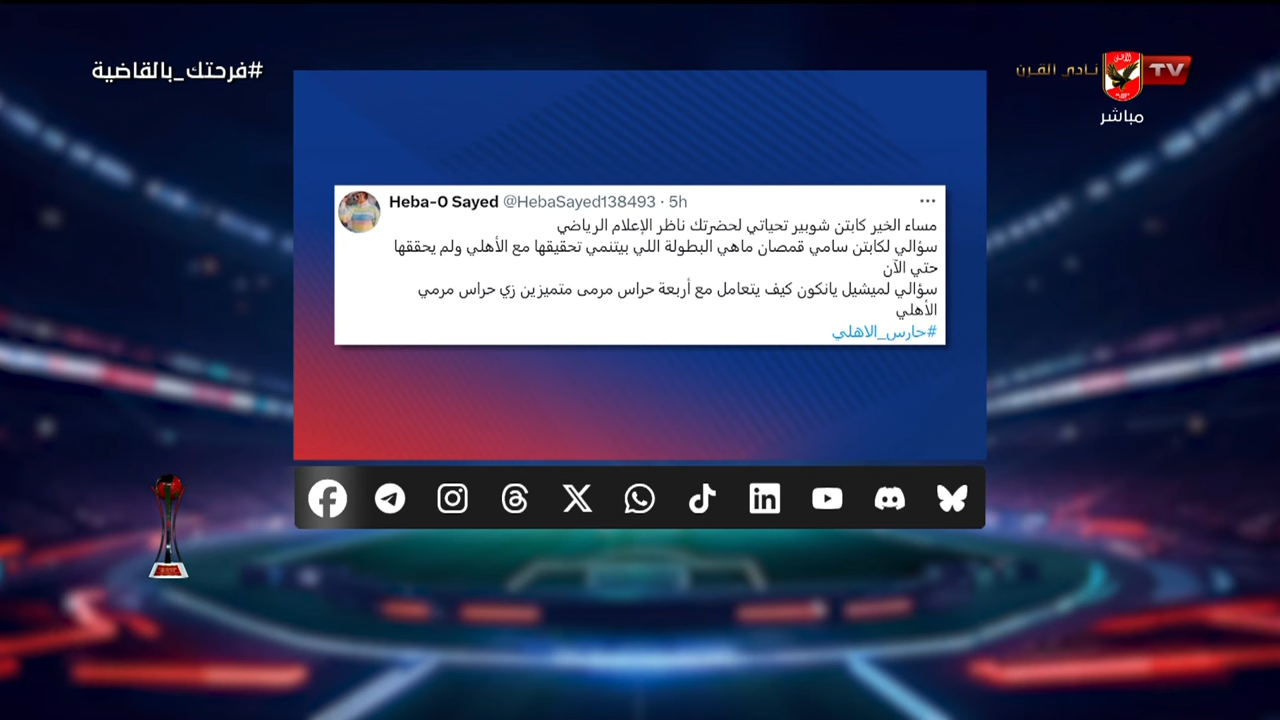 #فرحتك_بالقاضية
نادي القرن
TV
مباشر
Heba-O Sayed @HebaSayed138493 · 5h
مساء الخير كابتن شوبير تحياتي لحضرتك ناظر الإعلام الرياضي
سؤالي لكابتن سامي قمصان ماهي البطولة اللي بيتنمي تحقيقها مع الأهلي ولم يحققها
حتي الآن
سؤالي لميشيل يانكون كيف يتعامل مع أربعة حراس مرمى متميزين زي حراس مرمي
الأهلي
#حارس_الاهلي